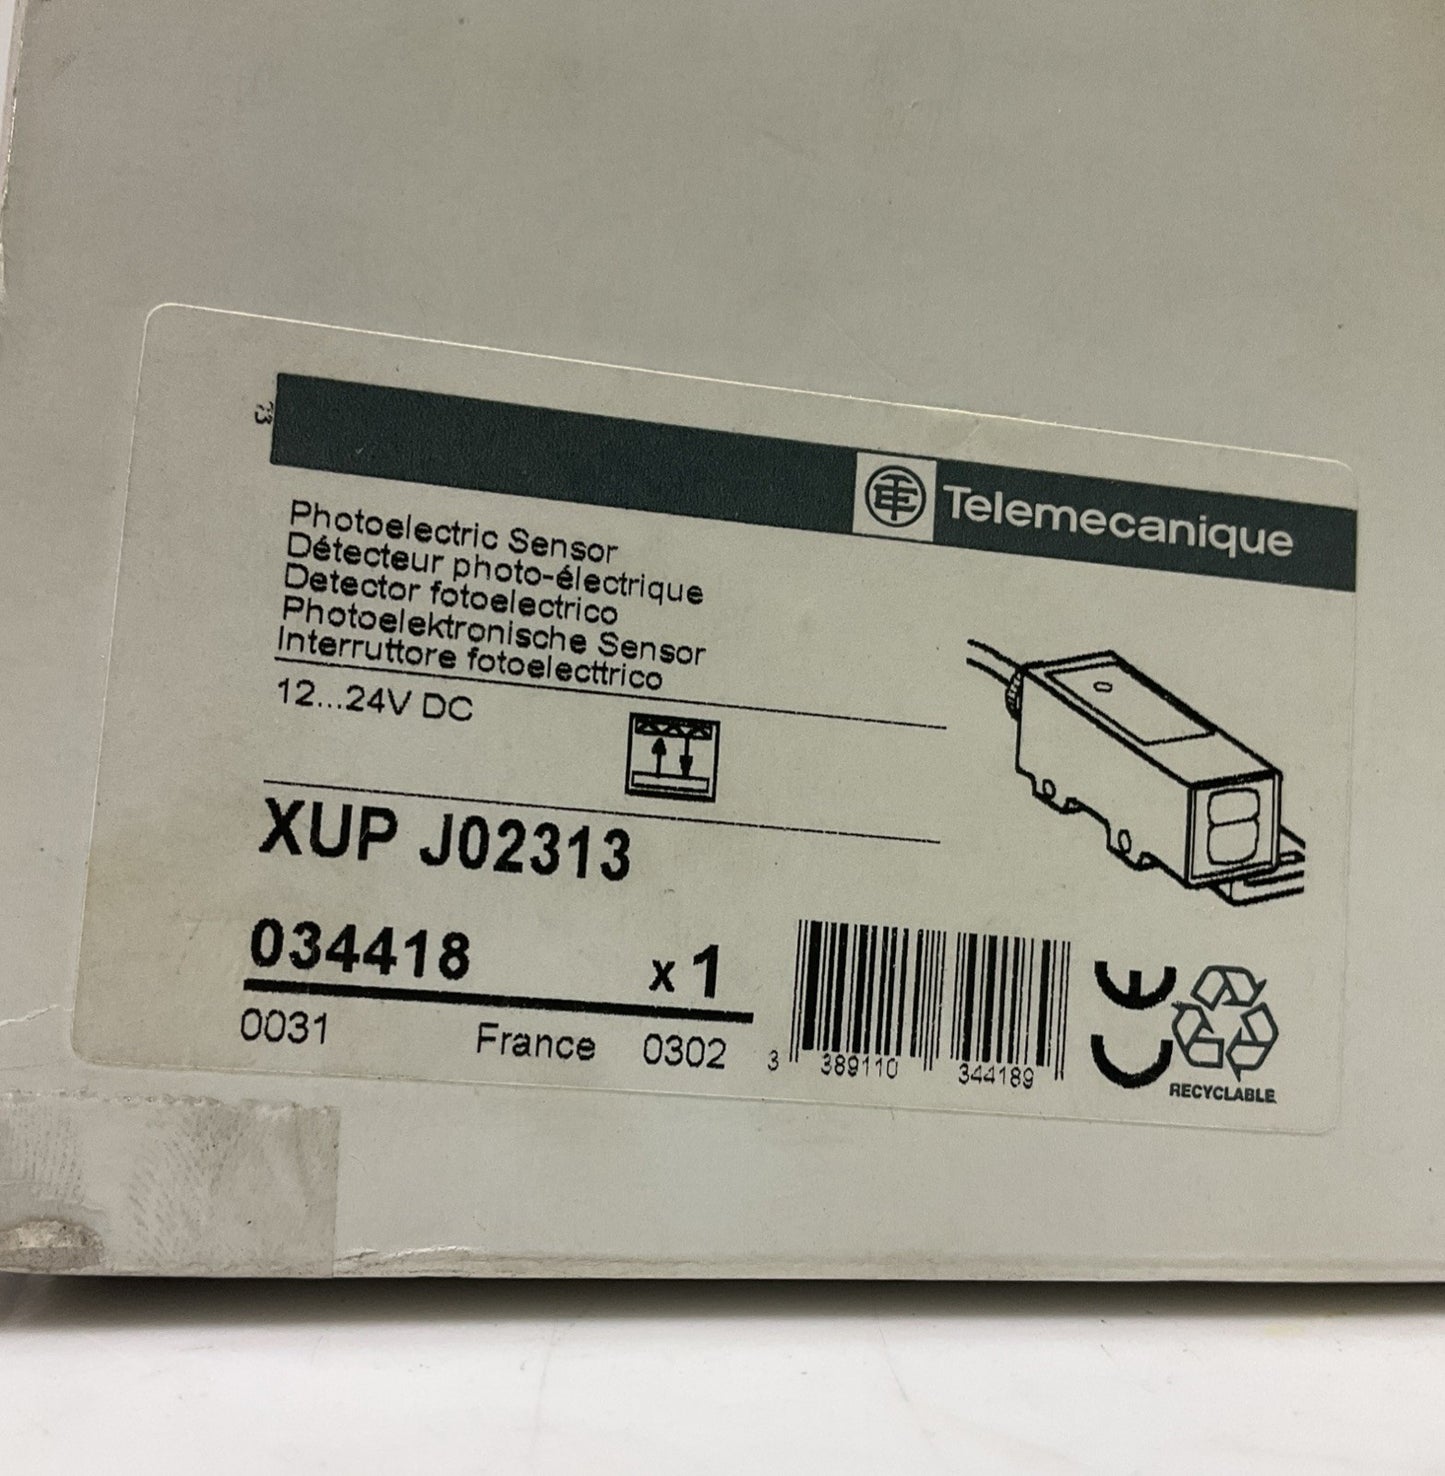 Telemecanique
Photoelectric Sensor
Détecteur photo-électrique
Detector fotoelectrico
Photoelektronische Sensor
Interruttore fotoelecttrico
12...24V DC
XUP J02313
034418 x 1
0031 France 0302
3 389110 344189
CE
RECYCLABLE